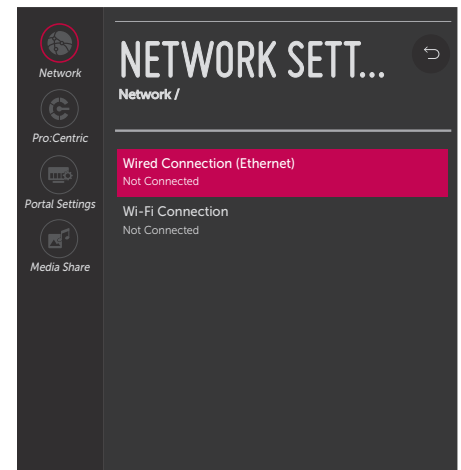 NETWORK SETT...
Network /
Network
Pro:Centric
Portal Settings
Media Share
Wired Connection (Ethernet)
Not Connected
Wi-Fi Connection
Not Connected